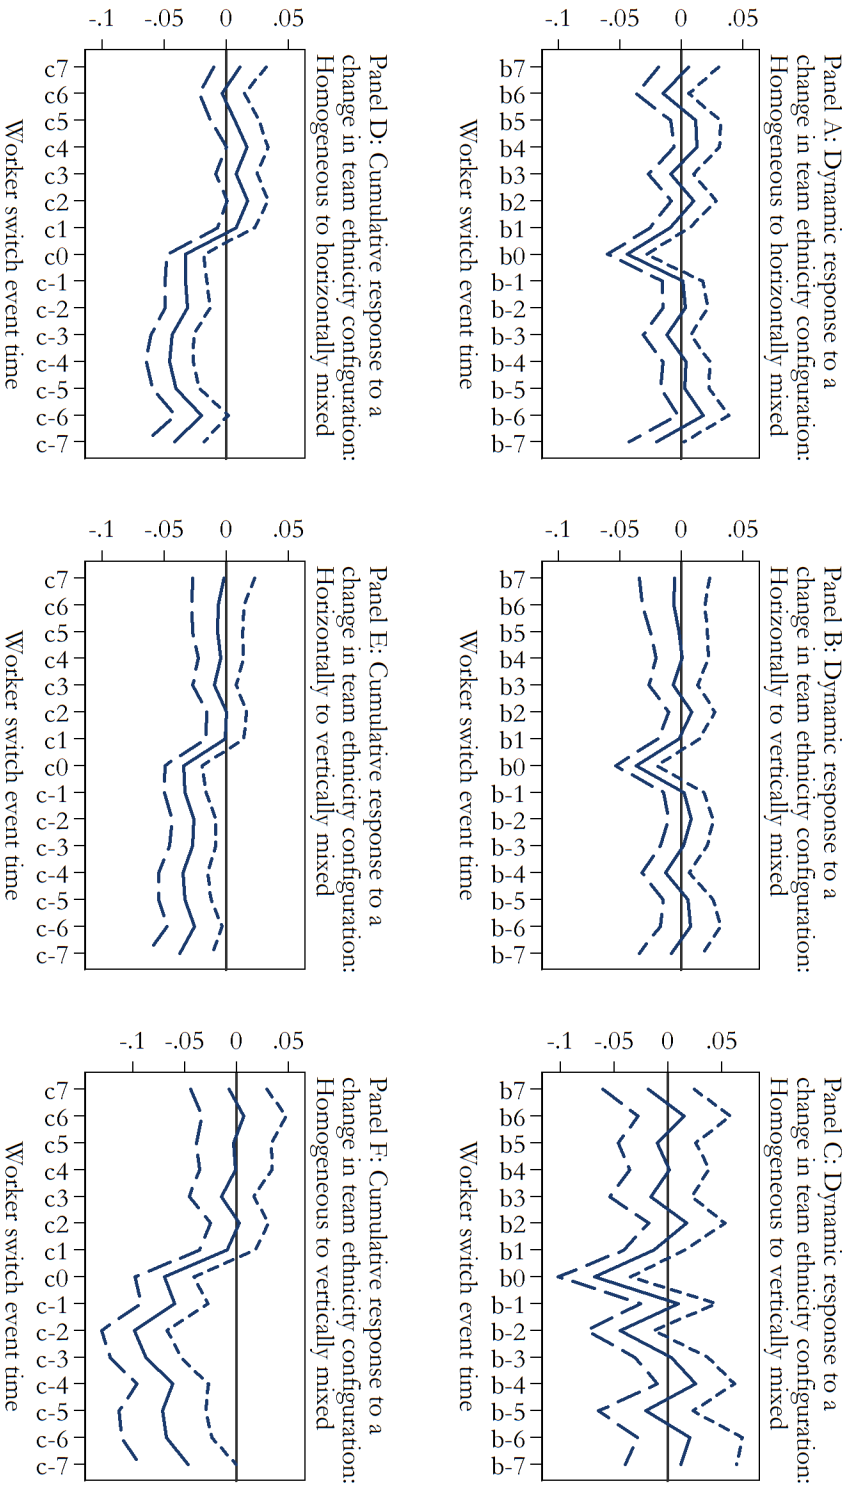 Panel A: Dynamic response to a
change in team ethnicity configuration:
Homogeneous to horizontally mixed
.05
0
-.05
-.1
b7 b6 b5 b4 b3 b2 b1 b0 b-1 b-2 b-3 b-4 b-5 b-6 b-7
Worker switch event time
Panel B: Dynamic response to a
change in team ethnicity configuration:
Horizontally to vertically mixed
.05
0
-.05
-.1
b7 b6 b5 b4 b3 b2 b1 b0 b-1 b-2 b-3 b-4 b-5 b-6 b-7
Worker switch event time
Panel C: Dynamic response to a
change in team ethnicity configuration:
Homogeneous to vertically mixed
.05
0
-.05
-.1
b7 b6 b5 b4 b3 b2 b1 b0 b-1 b-2 b-3 b-4 b-5 b-6 b-7
Worker switch event time
Panel D: Cumulative response to a
change in team ethnicity configuration:
Homogeneous to horizontally mixed
.05
0
-.05
-.1
c7 c6 c5 c4 c3 c2 c1 c0 c-1 c-2 c-3 c-4 c-5 c-6 c-7
Worker switch event time
Panel E: Cumulative response to a
change in team ethnicity configuration:
Horizontally to vertically mixed
.05
0
-.05
-.1
c7 c6 c5 c4 c3 c2 c1 c0 c-1 c-2 c-3 c-4 c-5 c-6 c-7
Worker switch event time
Panel F: Cumulative response to a
change in team ethnicity configuration:
Homogeneous to vertically mixed
.05
0
-.05
-.1
c7 c6 c5 c4 c3 c2 c1 c0 c-1 c-2 c-3 c-4 c-5 c-6 c-7
Worker switch event time